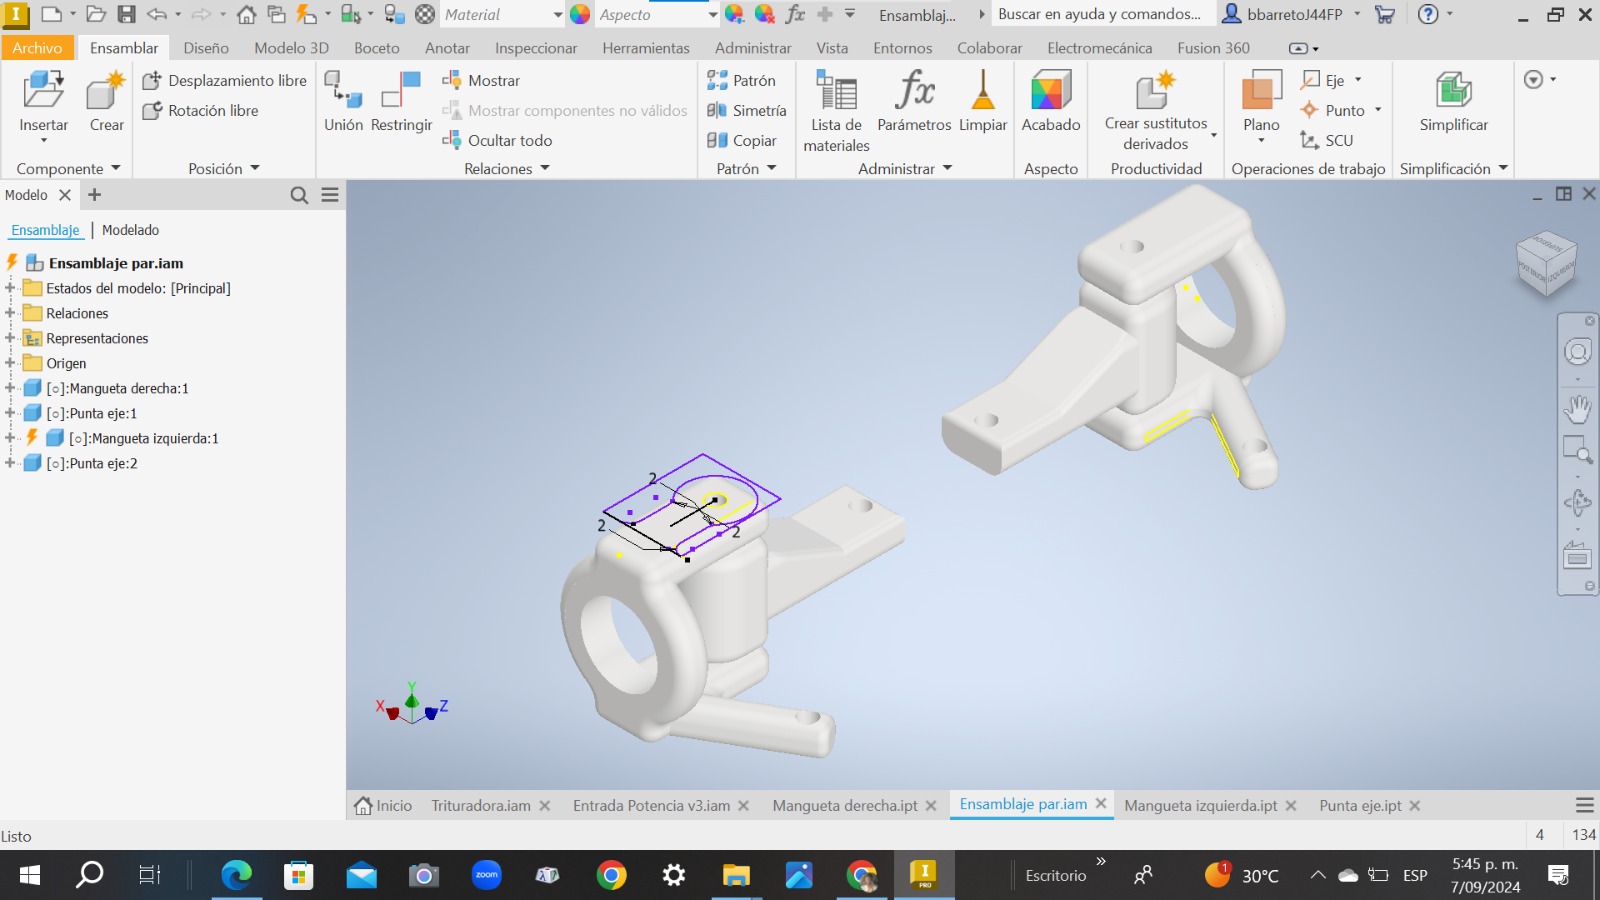 Material
Aspecto
Ensamblaj...
Buscar en ayuda y comandos...
bbarretoJ44FP
Archivo
Ensamblar
Diseño
Modelo 3D
Boceto
Anotar
Inspeccionar
Herramientas
Administrar
Vista
Entornos
Colaborar
Electromecánica
Fusion 360
Insertar
Crear
Desplazamiento libre
Rotación libre
Unión
Restringir
Mostrar
Mostrar componentes no válidos
Ocultar todo
Patrón
Simetría
Copiar
Lista de
materiales
Parámetros
Limpiar
Acabado
Crear sustitutos
derivados
Plano
Eje
Punto
SCU
Simplificar
Componente
Posición
Relaciones
Patrón
Administrar
Aspecto
Productividad
Operaciones de trabajo
Simplificación
Modelo
Ensamblaje | Modelado
Ensamblaje par.iam
Estados del modelo: [Principal]
Relaciones
Representaciones
Origen
[○]:Mangueta derecha:1
[○]:Punta eje:1
[○]:Mangueta izquierda:1
[○]:Punta eje:2
2
2
2
X
Y
Z
Inicio
Trituradora.iam
Entrada Potencia v3.iam
Mangueta derecha.ipt
Ensamblaje par.iam
Mangueta izquierda.ipt
Punta eje.ipt
Listo
4
134
zoom
I
PRO
Escritorio
1
30°C
ESP
5:45 p. m.
7/09/2024